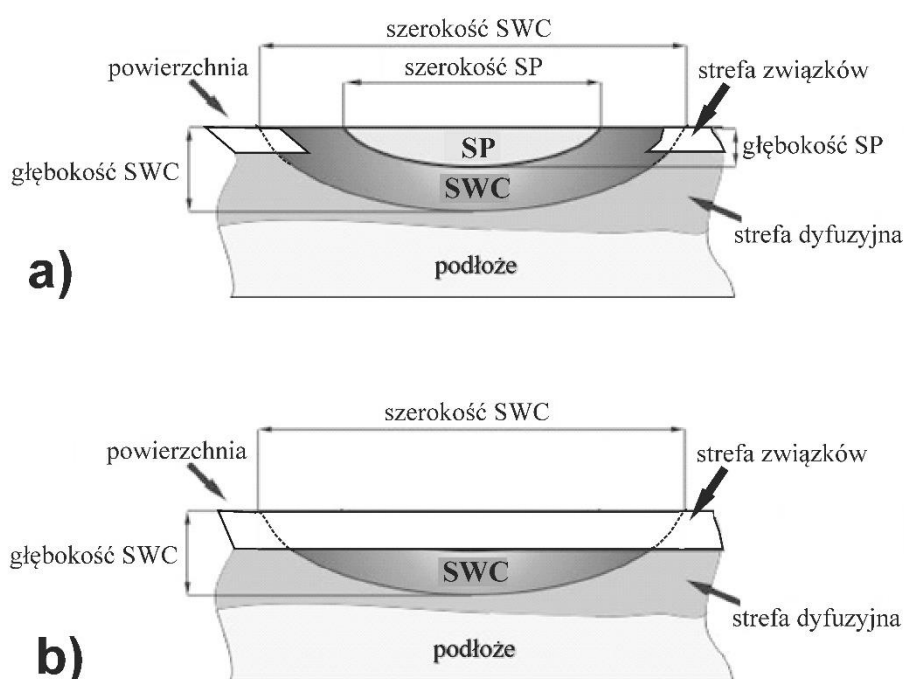 szerokość SWC
powierzchnia
szerokość SP
strefa związków
SP
głębokość SP
głębokość SWC
SWC
strefa dyfuzyjna
podłoże
a)
szerokość SWC
powierzchnia
strefa związków
głębokość SWC
SWC
strefa dyfuzyjna
podłoże
b)